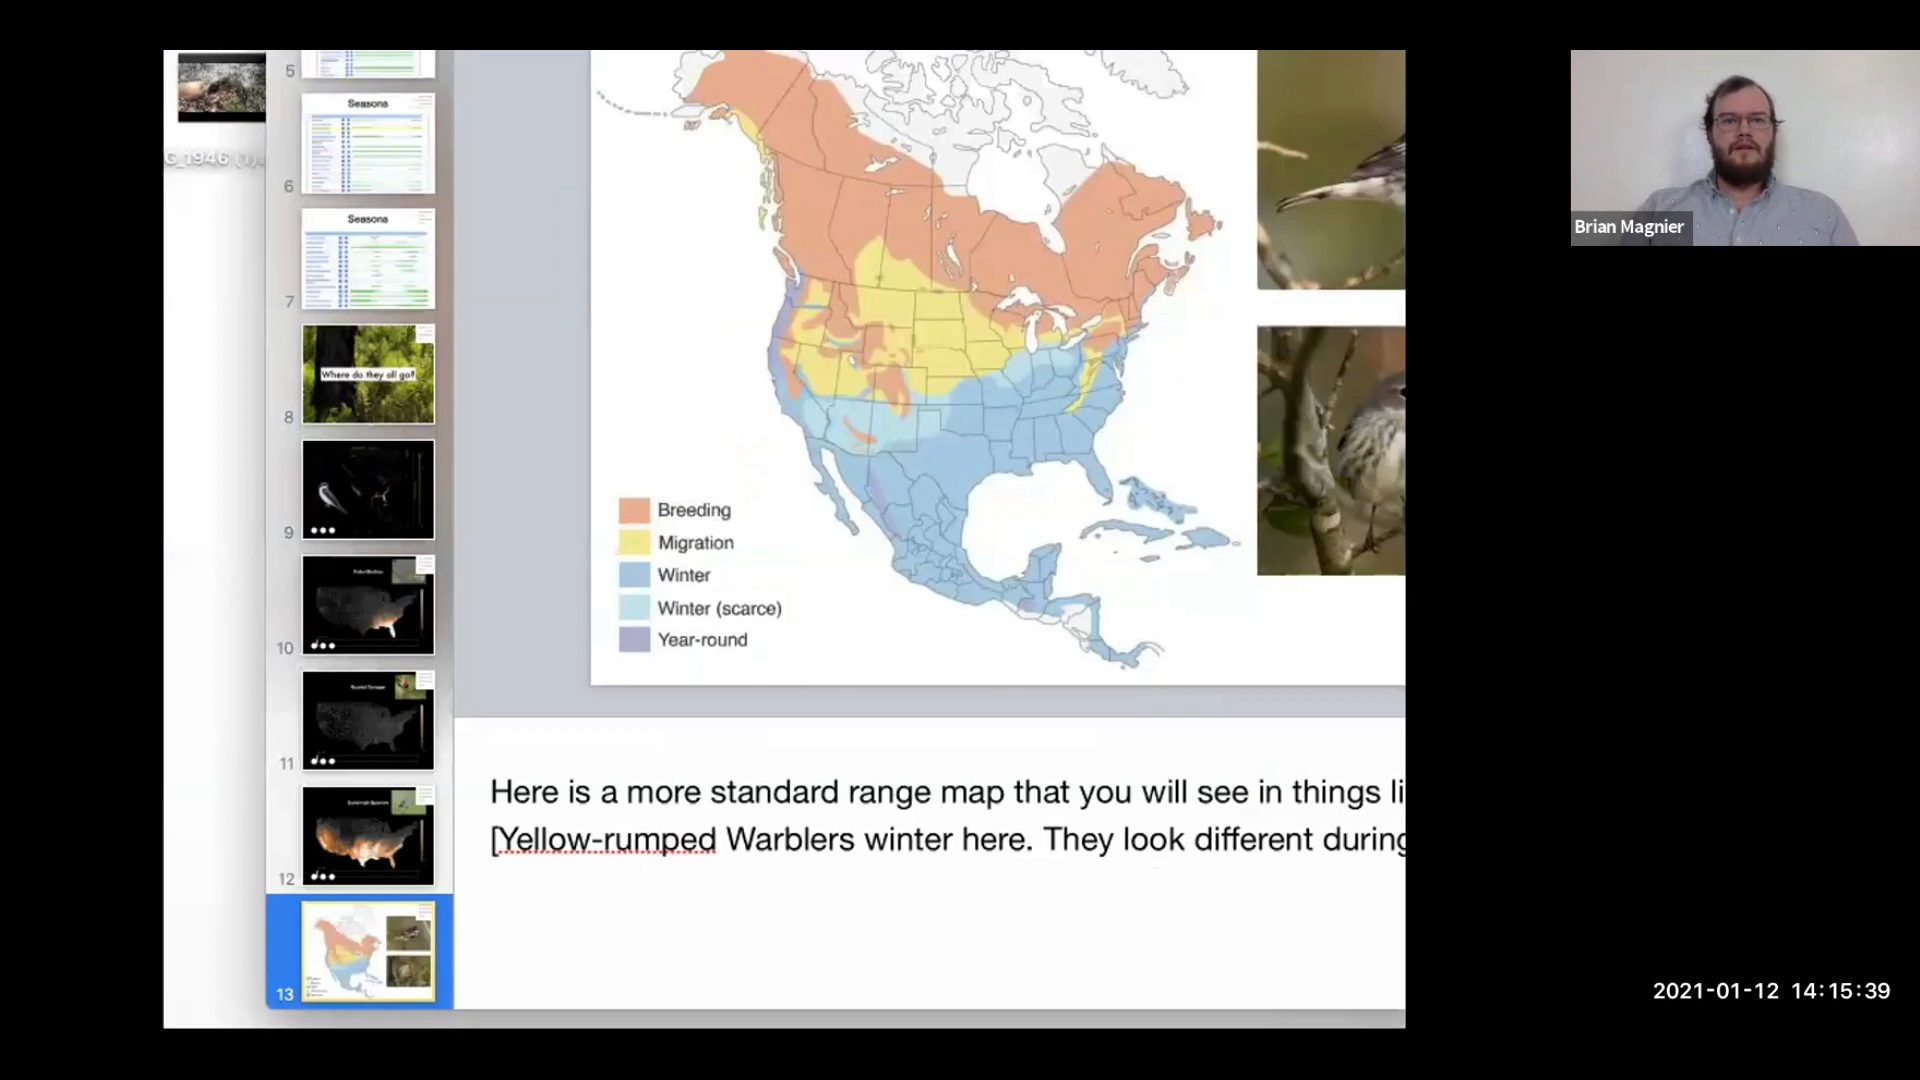 5
Seasons
6
Seasons
7
Where do they all go?
8
9
10
11
12
13
Breeding
Migration
Winter
Winter (scarce)
Year-round
Here is a more standard range map that you will see in things li
[Yellow-rumped Warblers winter here. They look different during
Brian Magnier
2021-01-12 14:15:39